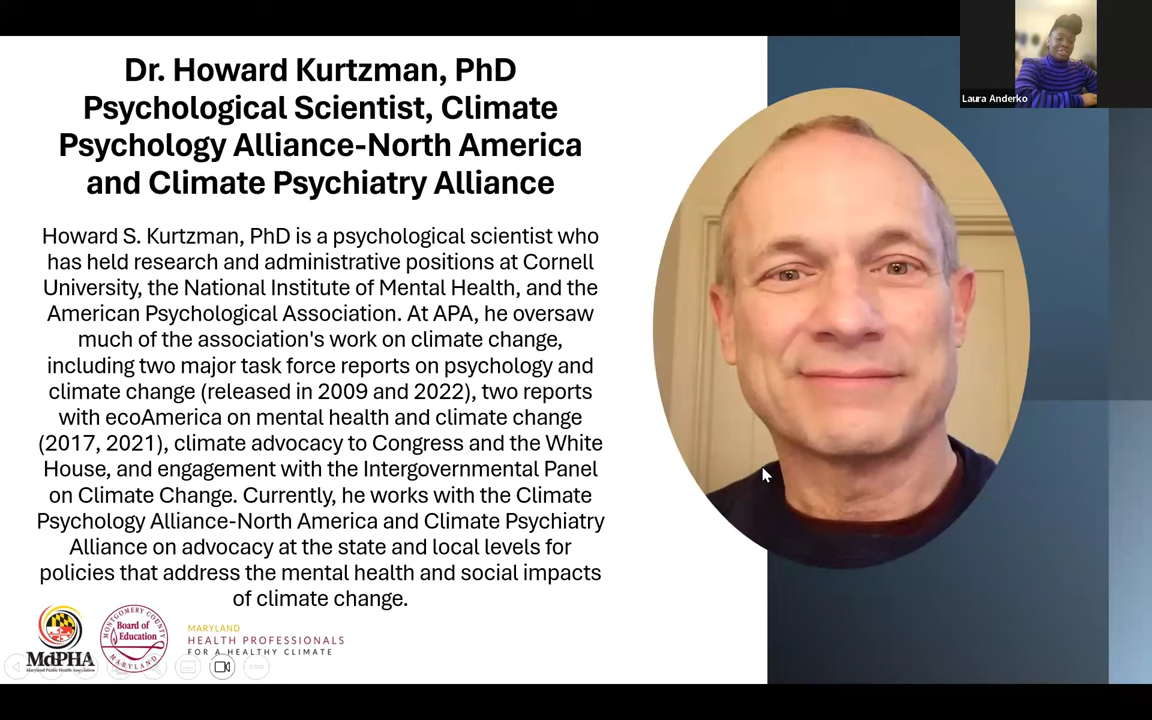 Dr. Howard Kurtzman, PhD
Psychological Scientist, Climate
Psychology Alliance-North America
and Climate Psychiatry Alliance
Howard S. Kurtzman, PhD is a psychological scientist who
has held research and administrative positions at Cornell
University, the National Institute of Mental Health, and the
American Psychological Association. At APA, he oversaw
much of the association's work on climate change,
including two major task force reports on psychology and
climate change (released in 2009 and 2022), two reports
with ecoAmerica on mental health and climate change
(2017, 2021), climate advocacy to Congress and the White
House, and engagement with the Intergovernmental Panel
on Climate Change. Currently, he works with the Climate
Psychology Alliance-North America and Climate Psychiatry
Alliance on advocacy at the state and local levels for
policies that address the mental health and social impacts
of climate change.
Laura Anderko
MdPHA
Maryland Public Health Association
MONTGOMERY COUNTY
Board of
Education
MARYLAND
MARYLAND
HEALTH PROFESSIONALS
FOR A HEALTHY CLIMATE